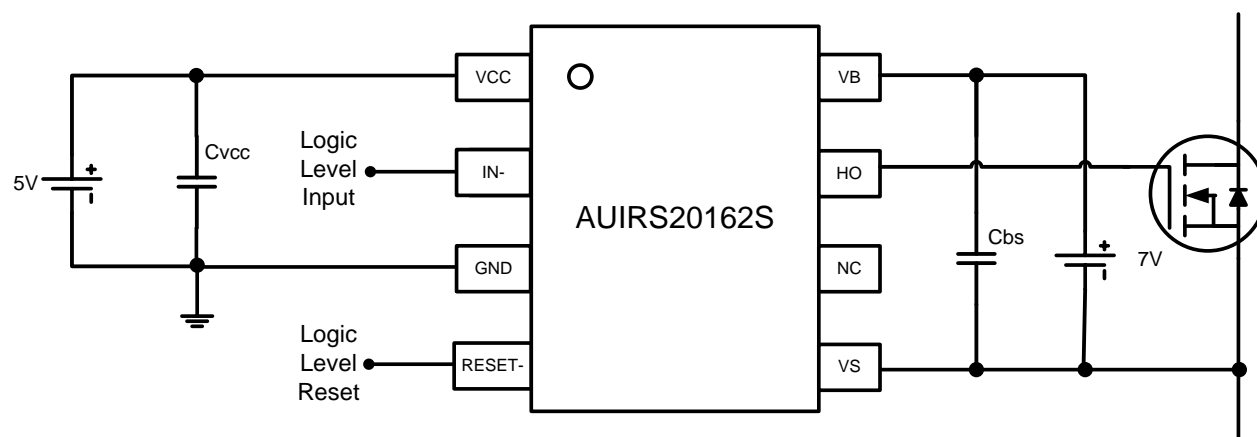 VCC
VB
5V
+
Cvcc
Logic
Level
Input
IN-
HO
AUIRS20162S
GND
NC
Cbs
+
7V
Logic
Level
Reset
RESET-
VS